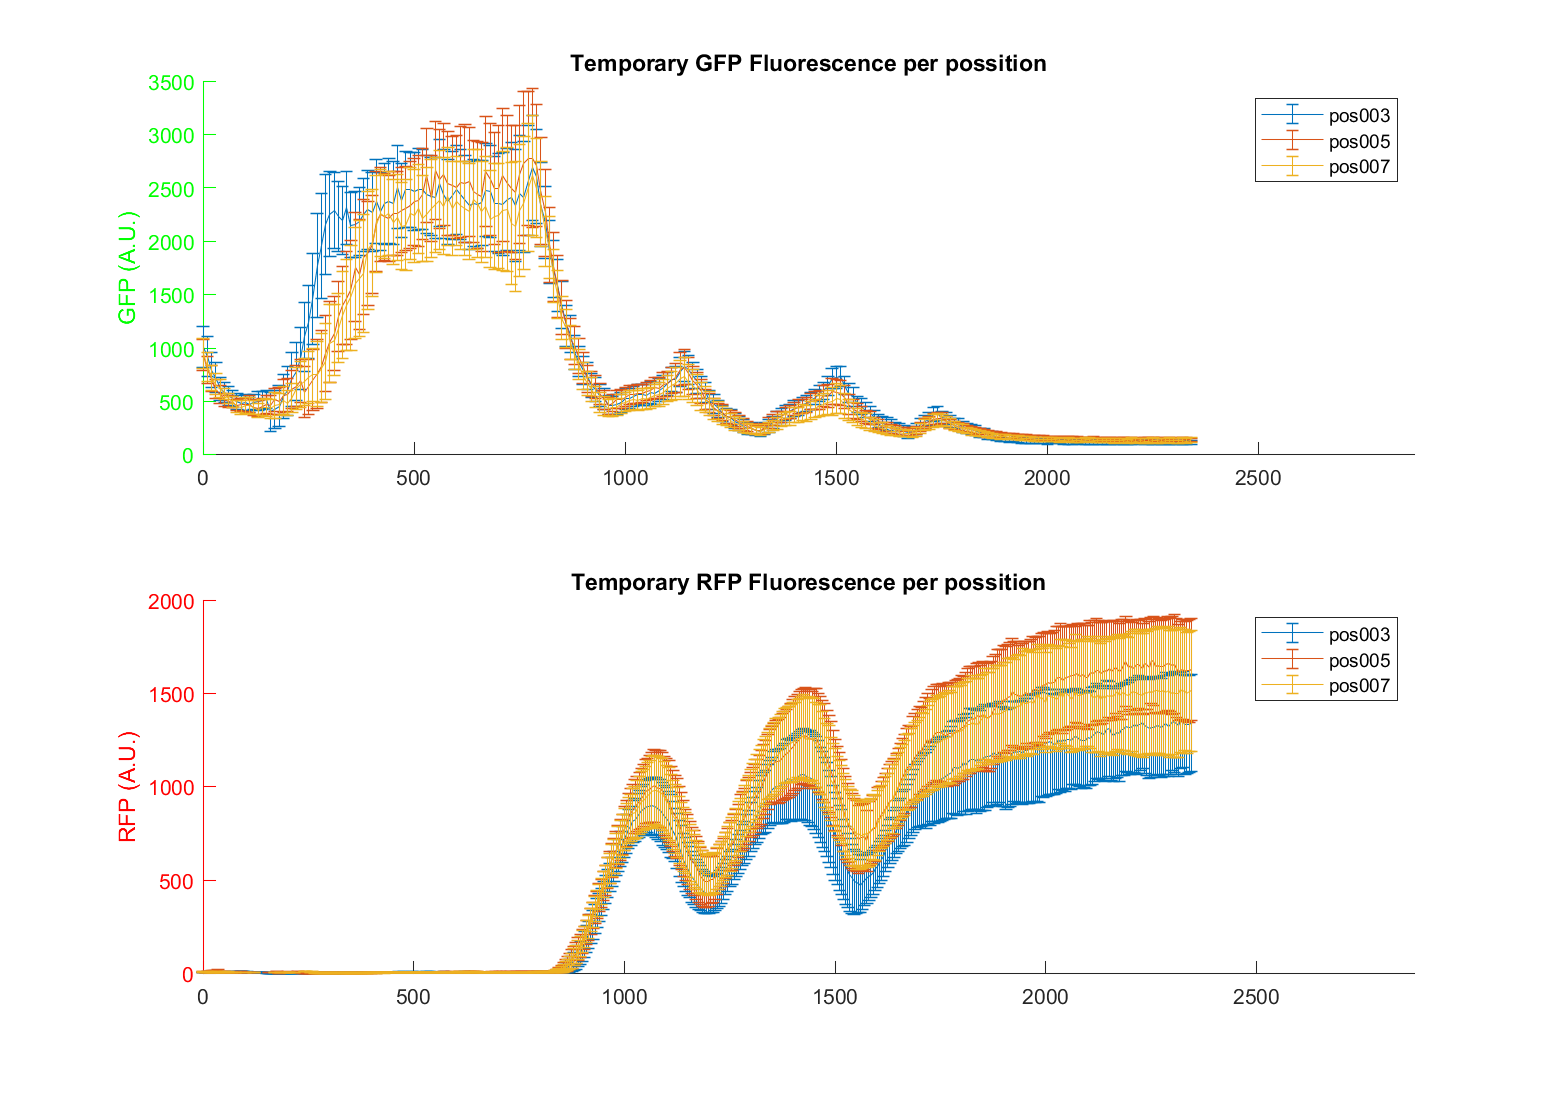 Temporary GFP Fluorescence per possition
3500
3000
2500
2000
1500
1000
500
0
GFP (A.U.)
0 500 1000 1500 2000 2500
pos003
pos005
pos007
Temporary RFP Fluorescence per possition
2000
1500
1000
500
0
RFP (A.U.)
0 500 1000 1500 2000 2500
pos003
pos005
pos007